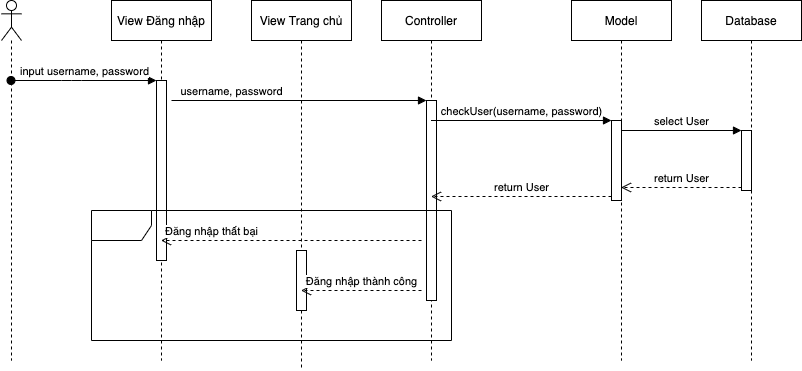 View Đăng nhập
View Trang chủ
Controller
Model
Database
input username, password
username, password
checkUser(username, password)
select User
return User
return User
Đăng nhập thất bại
Đăng nhập thành công